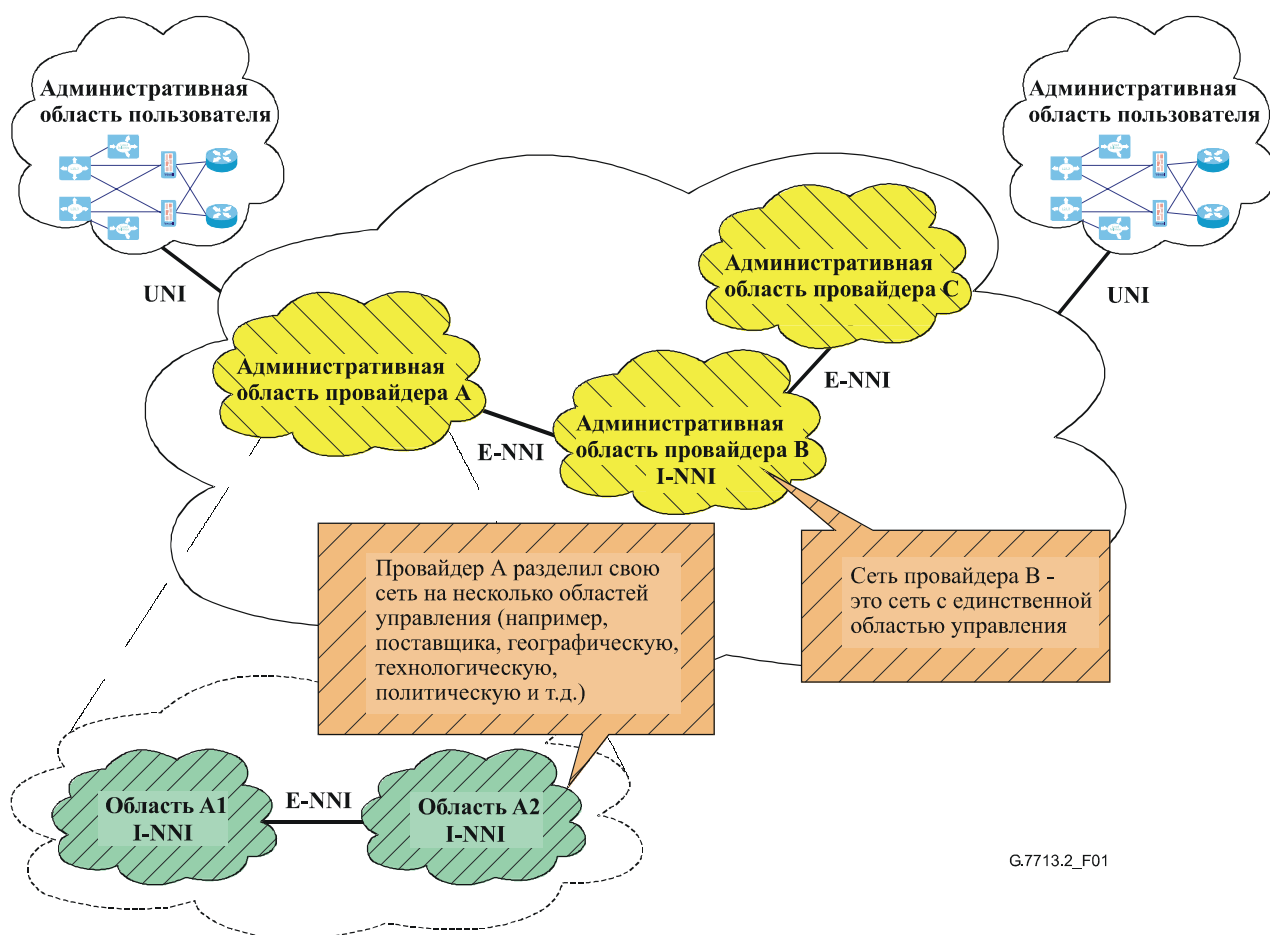 Административная
область пользователя
Административная
область пользователя
UNI
UNI
Административная
область провайдера C
Административная
область провайдера A
E-NNI
E-NNI
Административная
область провайдера B
I-NNI
Провайдер А разделил свою
сеть на несколько областей
управления (например,
поставщика, географическую,
технологическую,
политическую и т.д.)
Сеть провайдера В -
это сеть с единственной
областью управления
Область А1
I-NNI
E-NNI
Область А2
I-NNI
G.7713.2_F01